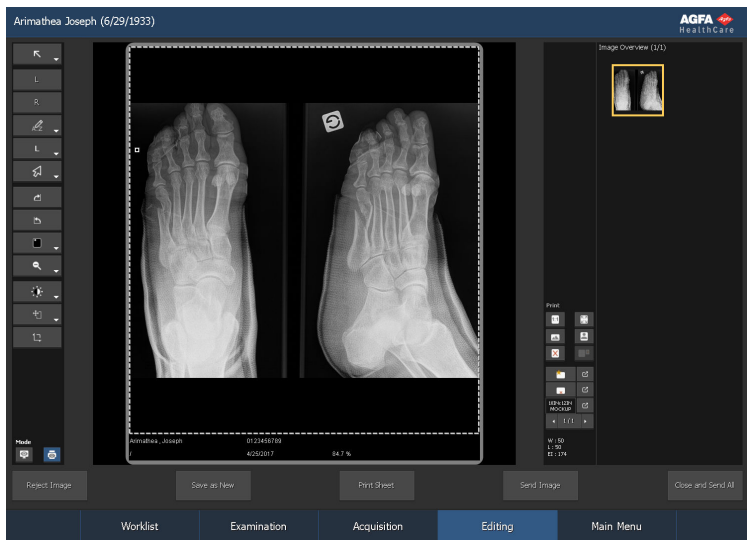 Arimathea Joseph (6/29/1933)
AGFA
HealthCare
Image Overview (1/1)
L
R
L
Print
1:1
1 / 1
W : 50
L : 50
EI : 174
Mode
Arimathea , Joseph 0123456789
/ 4/25/2017 84.7 %
Reject Image
Save as New
Print Sheet
Send Image
Close and Send All
Worklist
Examination
Acquisition
Editing
Main Menu